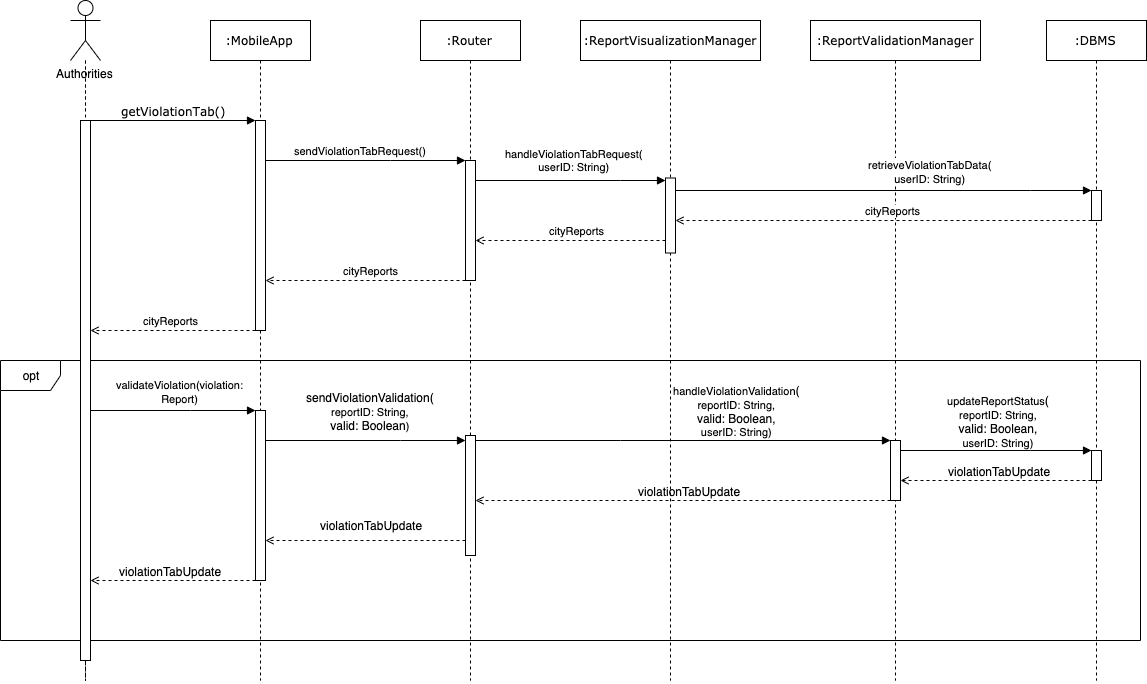 :MobileApp
:Router
:ReportVisualizationManager
:ReportValidationManager
:DBMS
Authorities
getViolationTab()
sendViolationTabRequest()
handleViolationTabRequest(
userID: String)
retrieveViolationTabData(
userID: String)
cityReports
cityReports
cityReports
cityReports
opt
validateViolation(violation:
Report)
sendViolationValidation(
reportID: String,
valid: Boolean)
handleViolationValidation(
reportID: String,
valid: Boolean,
userID: String)
updateReportStatus(
reportID: String,
valid: Boolean,
userID: String)
violationTabUpdate
violationTabUpdate
violationTabUpdate
violationTabUpdate